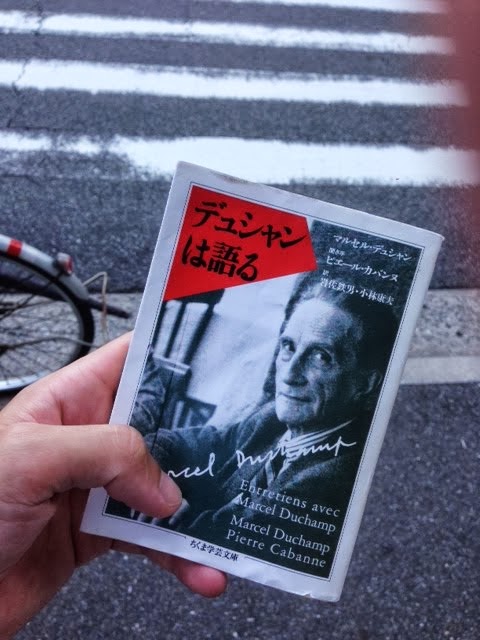 デュシャン
は語る
マルセル・デュシャン
聞き手
ピエール・カバンヌ
訳
岩佐鉄男・小林康夫
Marcel Duchamp
Entretiens avec
Marcel Duchamp
Marcel Duchamp
Pierre Cabanne
ちくま学芸文庫